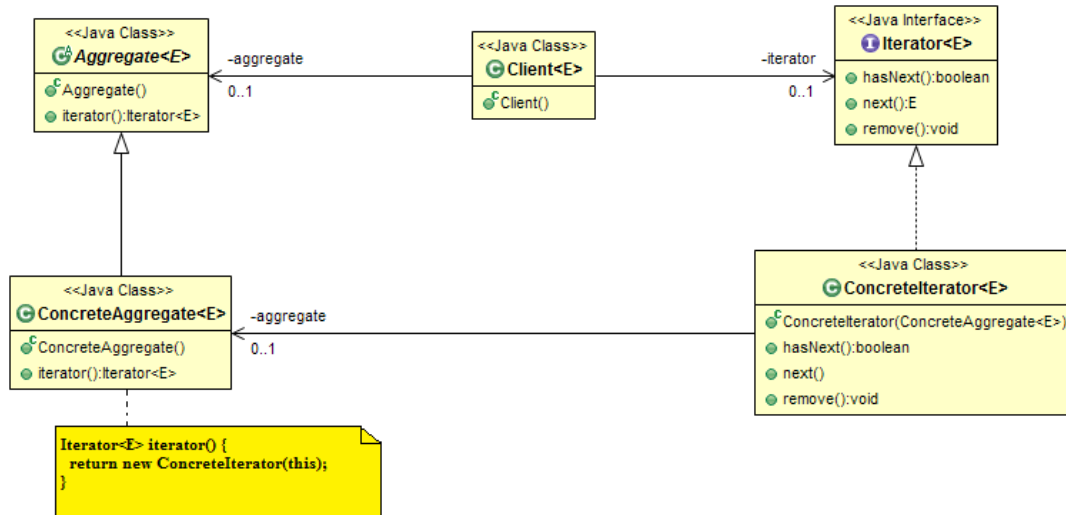 <<Java Class>>
Aggregate<E>
Aggregate()
iterator():Iterator<E>
-aggregate
0..1
<<Java Class>>
Client<E>
Client()
-iterator
0..1
<<Java Interface>>
Iterator<E>
hasNext():boolean
next():E
remove():void
<<Java Class>>
ConcreteAggregate<E>
ConcreteAggregate()
iterator():Iterator<E>
-aggregate
0..1
<<Java Class>>
ConcreteIterator<E>
ConcreteIterator(ConcreteAggregate<E>)
hasNext():boolean
next()
remove():void
Iterator<E> iterator() {
return new ConcreteIterator(this);
}